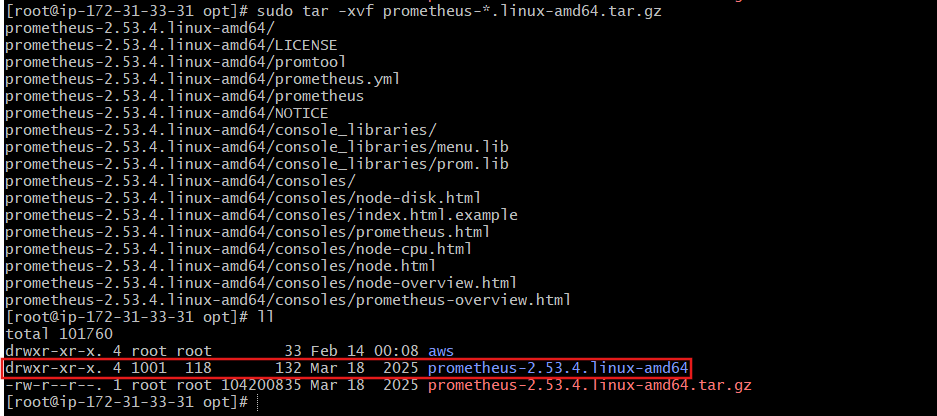 [root@ip-172-31-33-31 opt]# sudo tar -xvf prometheus-*.linux-amd64.tar.gz
prometheus-2.53.4.linux-amd64/
prometheus-2.53.4.linux-amd64/LICENSE
prometheus-2.53.4.linux-amd64/promtool
prometheus-2.53.4.linux-amd64/prometheus.yml
prometheus-2.53.4.linux-amd64/prometheus
prometheus-2.53.4.linux-amd64/NOTICE
prometheus-2.53.4.linux-amd64/console_libraries/
prometheus-2.53.4.linux-amd64/console_libraries/menu.lib
prometheus-2.53.4.linux-amd64/console_libraries/prom.lib
prometheus-2.53.4.linux-amd64/consoles/
prometheus-2.53.4.linux-amd64/consoles/node-disk.html
prometheus-2.53.4.linux-amd64/consoles/index.html.example
prometheus-2.53.4.linux-amd64/consoles/prometheus.html
prometheus-2.53.4.linux-amd64/consoles/node-cpu.html
prometheus-2.53.4.linux-amd64/consoles/node.html
prometheus-2.53.4.linux-amd64/consoles/node-overview.html
prometheus-2.53.4.linux-amd64/consoles/prometheus-overview.html
[root@ip-172-31-33-31 opt]# ll
total 101760
drwxr-xr-x. 4 root root        33 Feb 14 00:08 aws
drwxr-xr-x. 4 1001  118       132 Mar 18  2025 prometheus-2.53.4.linux-amd64
-rw-r--r--. 1 root root 104200835 Mar 18  2025 prometheus-2.53.4.linux-amd64.tar.gz
[root@ip-172-31-33-31 opt]#